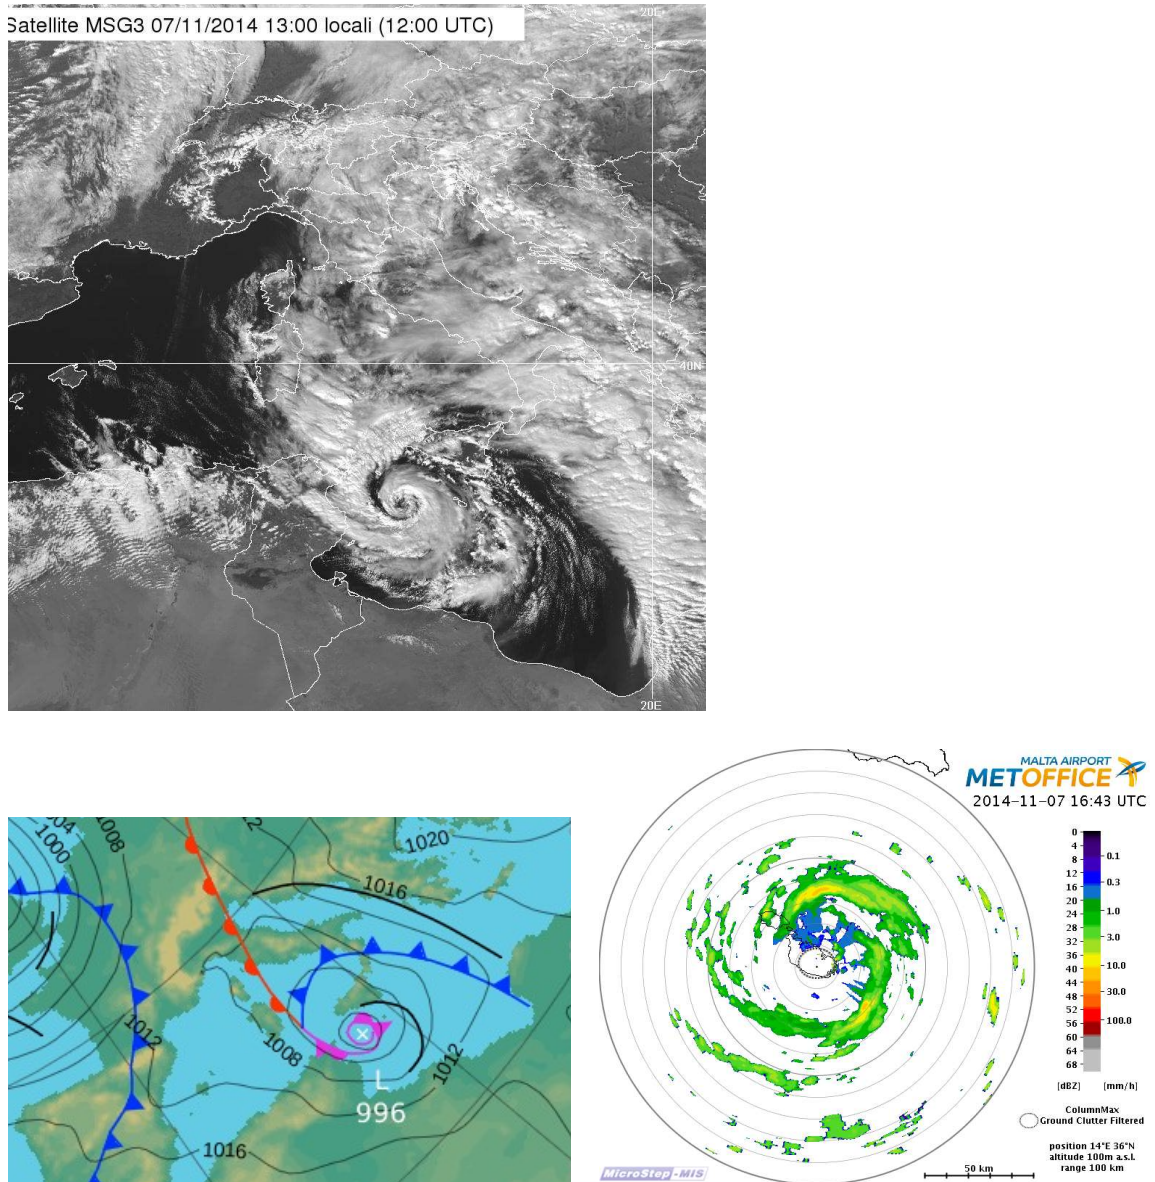 Satellite MSG3 07/11/2014 13:00 locali (12:00 UTC)
20E
40N
20E
1008
1000
1020
1016
1012
1008
1012
L
996
1016
MALTA AIRPORT
METOFFICE
2014-11-07 16:43 UTC
0
4 0.1
8
12 0.3
16
20 1.0
24
28 3.0
32
36 10.0
40
44 30.0
48
52 100.0
56
60
64
68
[dBZ] [mm/h]
ColumnMax
Ground Clutter Filtered
position 14°E 36°N
altitude 100m a.s.l.
range 100 km
50 km
MicroStep-MIS